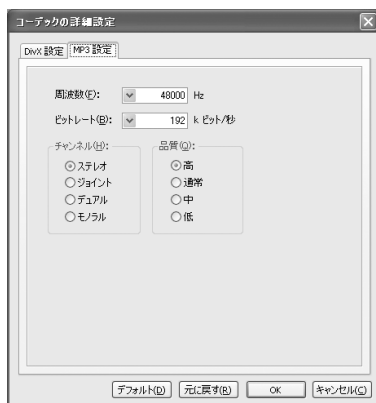 コーデックの詳細設定
DivX 設定 MP3 設定
周波数(F): 48000 Hz
ビットレート(B): 192 k ビット/秒
チャンネル(H): 品質(Q):
ステレオ 高
ジョイント 通常
デュアル 中
モノラル 低
デフォルト(D) 元に戻す(R) OK キャンセル(C)